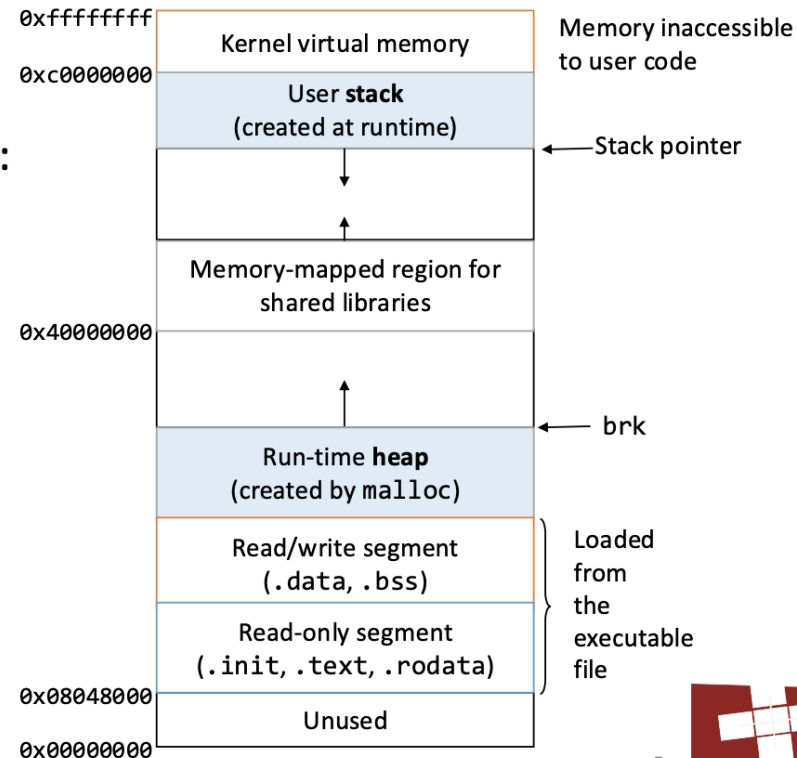 0xffffffff
Kernel virtual memory
Memory inaccessible
to user code
0xc0000000
User stack
(created at runtime)
:
Stack pointer
Memory-mapped region for
shared libraries
0x40000000
brk
Run-time heap
(created by malloc)
Read/write segment
(.data, .bss)
Loaded
from
the
executable
file
Read-only segment
(.init, .text, .rodata)
0x08048000
Unused
0x00000000